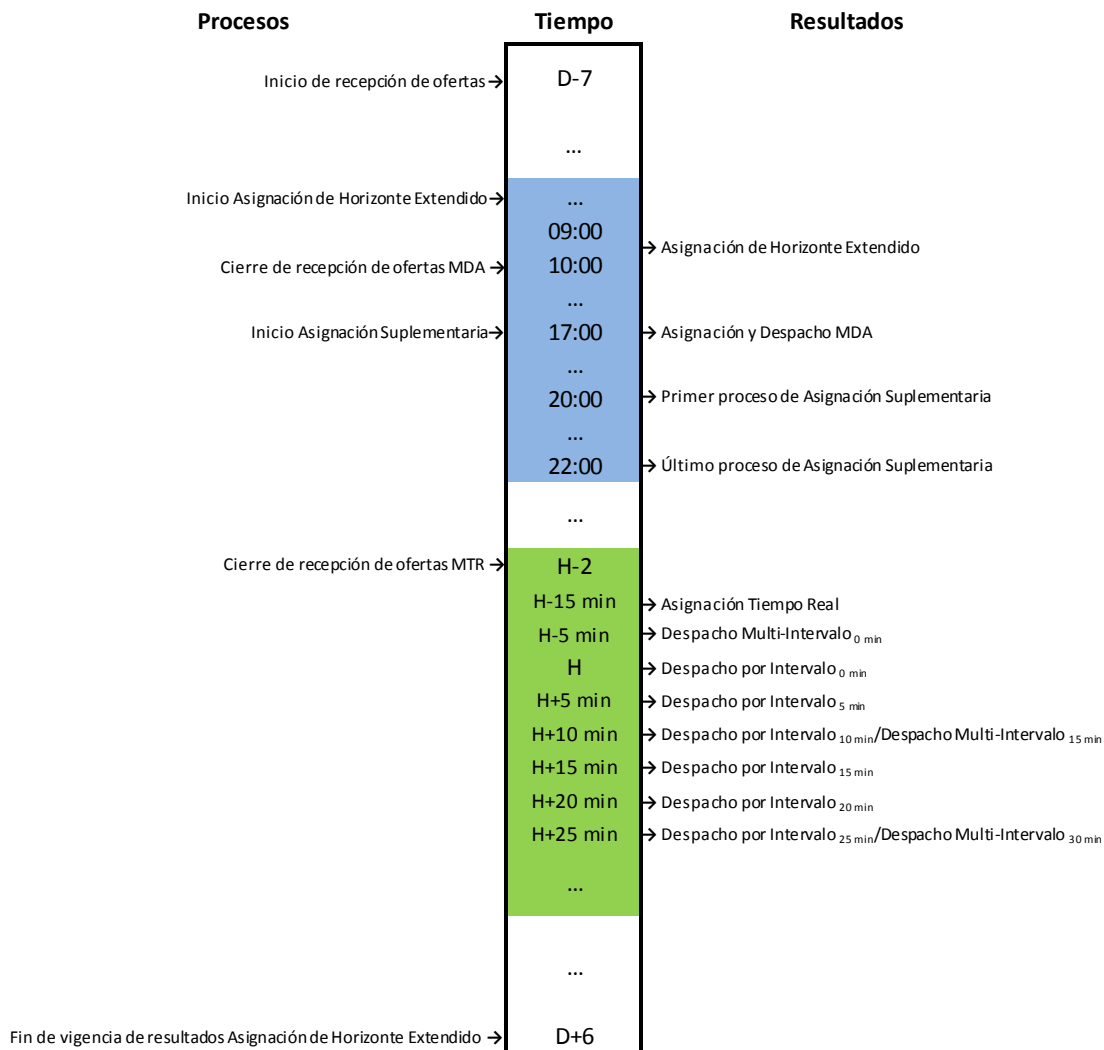 Procesos Tiempo Resultados
Inicio de recepción de ofertas → D-7
...
Inicio Asignación de Horizonte Extendido → ...
09:00
→ Asignación de Horizonte Extendido
Cierre de recepción de ofertas MDA → 10:00
...
Inicio Asignación Suplementaria → 17:00 → Asignación y Despacho MDA
...
20:00 → Primer proceso de Asignación Suplementaria
...
22:00 → Último proceso de Asignación Suplementaria
...
Cierre de recepción de ofertas MTR → H-2
H-15 min → Asignación Tiempo Real
H-5 min → Despacho Multi-Intervalo 0 min
H → Despacho por Intervalo 0 min
H+5 min → Despacho por Intervalo 5 min
H+10 min → Despacho por Intervalo 10 min/Despacho Multi-Intervalo 15 min
H+15 min → Despacho por Intervalo 15 min
H+20 min → Despacho por Intervalo 20 min
H+25 min → Despacho por Intervalo 25 min/Despacho Multi-Intervalo 30 min
...
...
Fin de vigencia de resultados Asignación de Horizonte Extendido → D+6